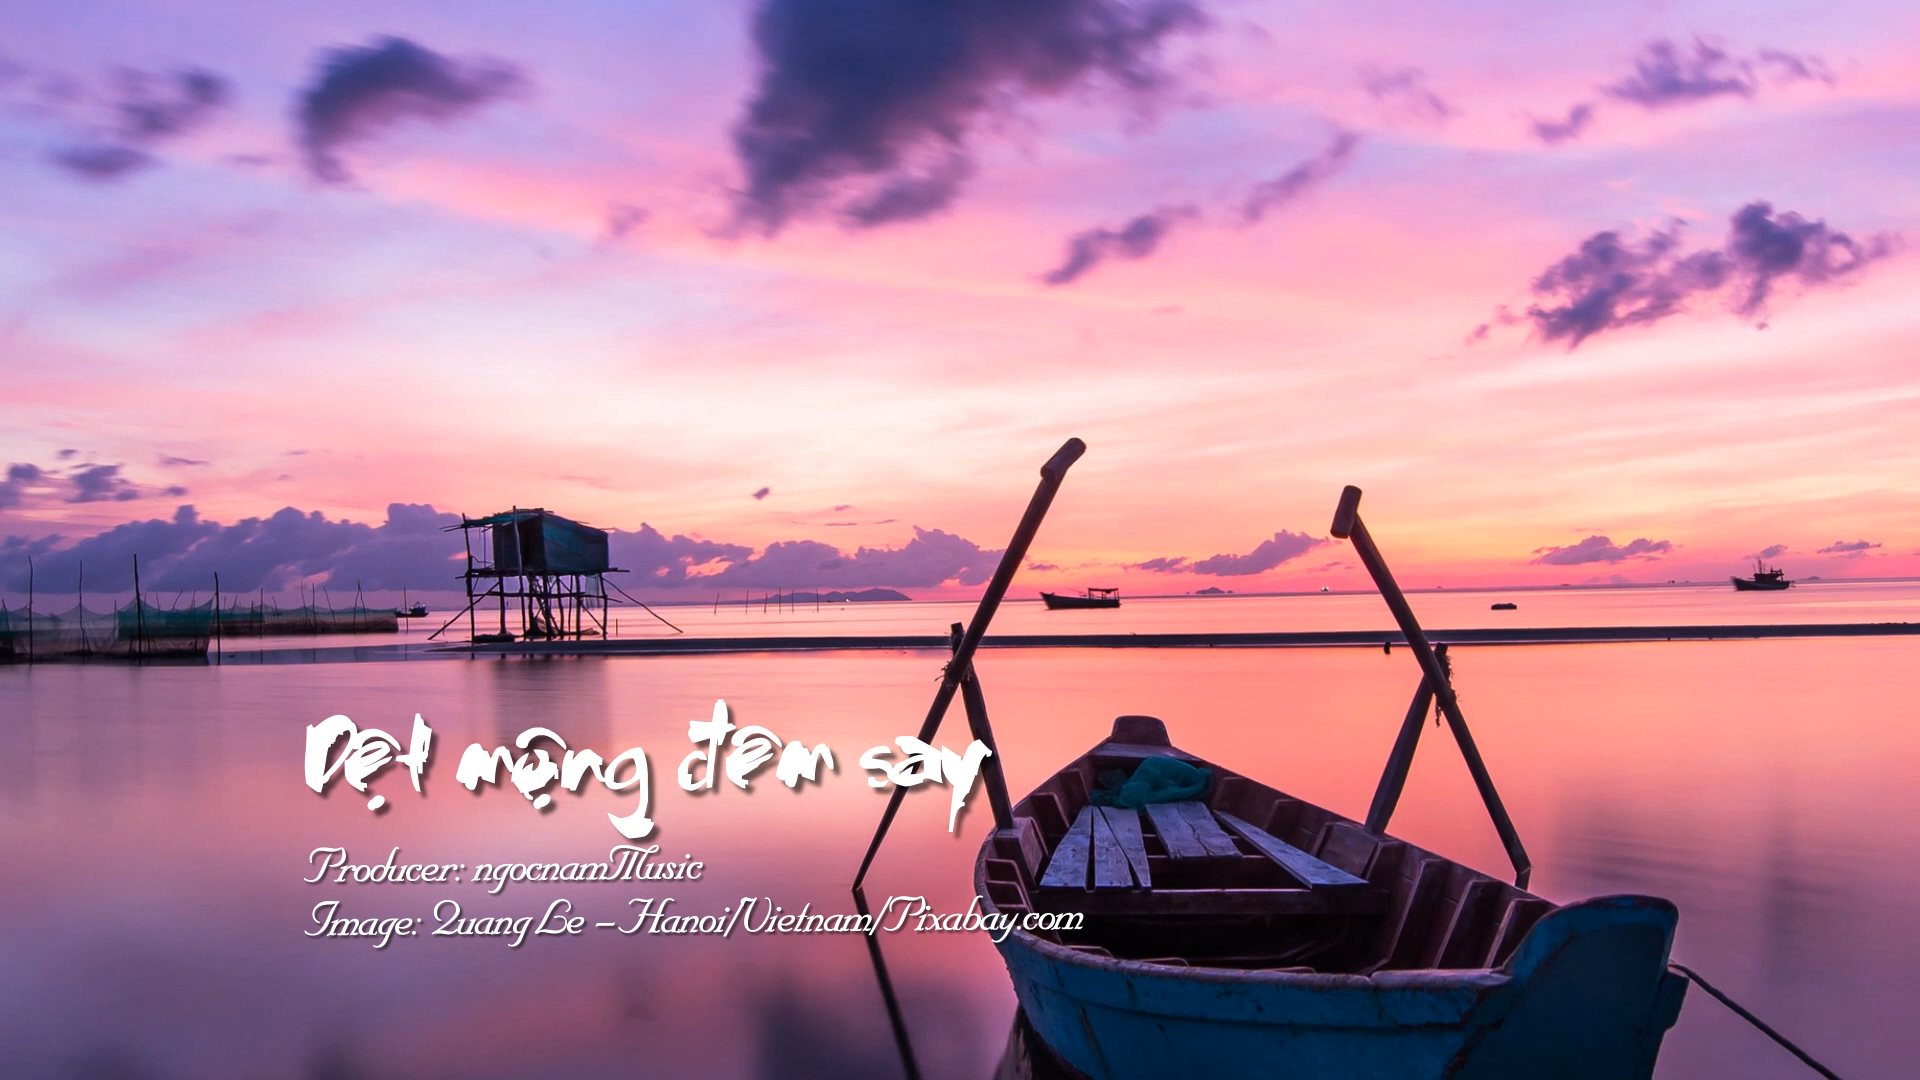 Dệt mộng đêm say
Producer: ngocnamMusic
Image: Quang Le - Hanoi/Vietnam/Pixabay.com